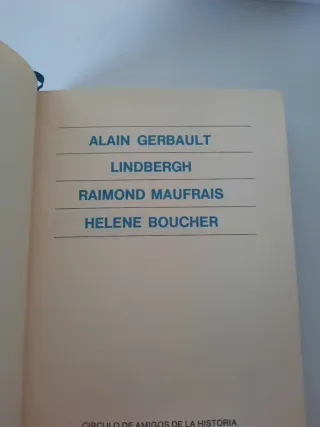 ALAIN GERBAULT
LINDBERGH
RAIMOND MAUFRAIS
HELENE BOUCHER
CIRCULO DE AMIGOS DE LA HISTORIA